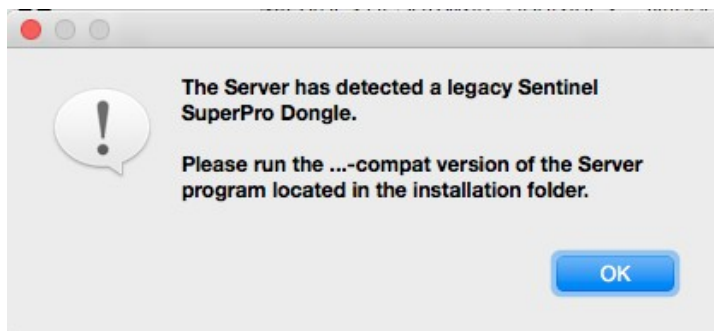 The Server has detected a legacy Sentinel
SuperPro Dongle.
Please run the ...-compat version of the Server
program located in the installation folder.
OK